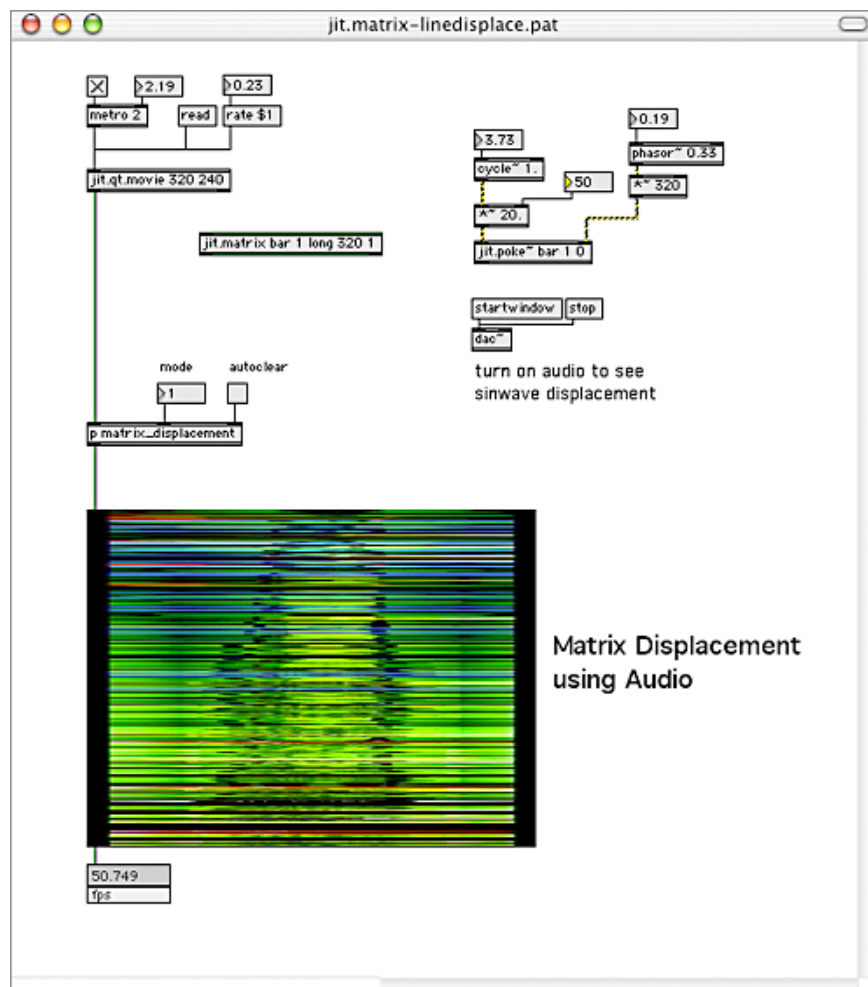 jit.matrix-linedisplace.pat
2.19
0.23
metro 2
read
rate $1
jit.qt.movie 320 240
jit.matrix bar 1 long 320 1
3.73
cycle~ 1.
50
*~ 20.
0.19
phasor~ 0.33
*~ 320
jit.poke~ bar 1 0
startwindow
stop
dac~
turn on audio to see
sinwave displacement
mode
autoclear
1
p matrix_displacement
Matrix Displacement
using Audio
50.749
fps